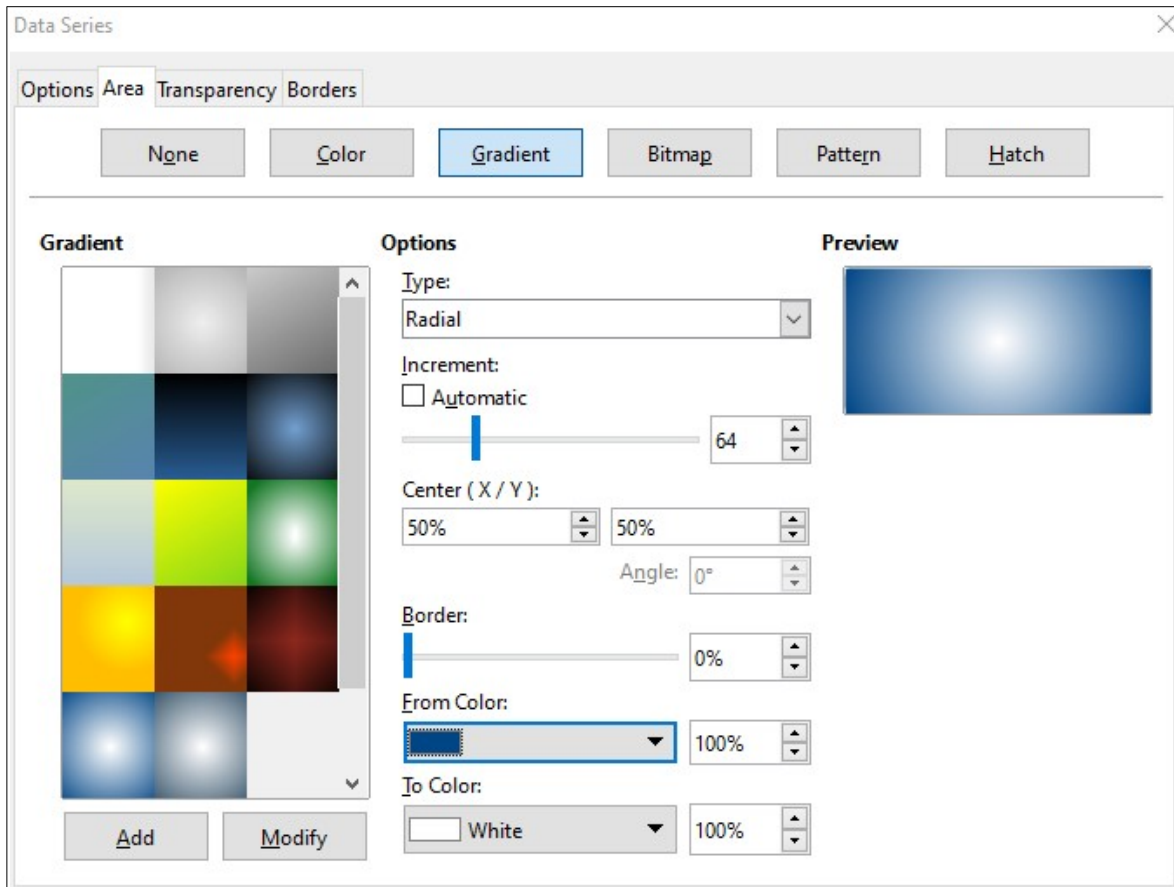 Data Series
Options Area Transparency Borders
None Color Gradient Bitmap Pattern Hatch
Gradient
Options
Type:
Radial
Increment:
Automatic
64
Center ( X / Y ):
50% 50%
Angle: 0°
Border:
0%
From Color:
100%
To Color:
White 100%
Add Modify
Preview